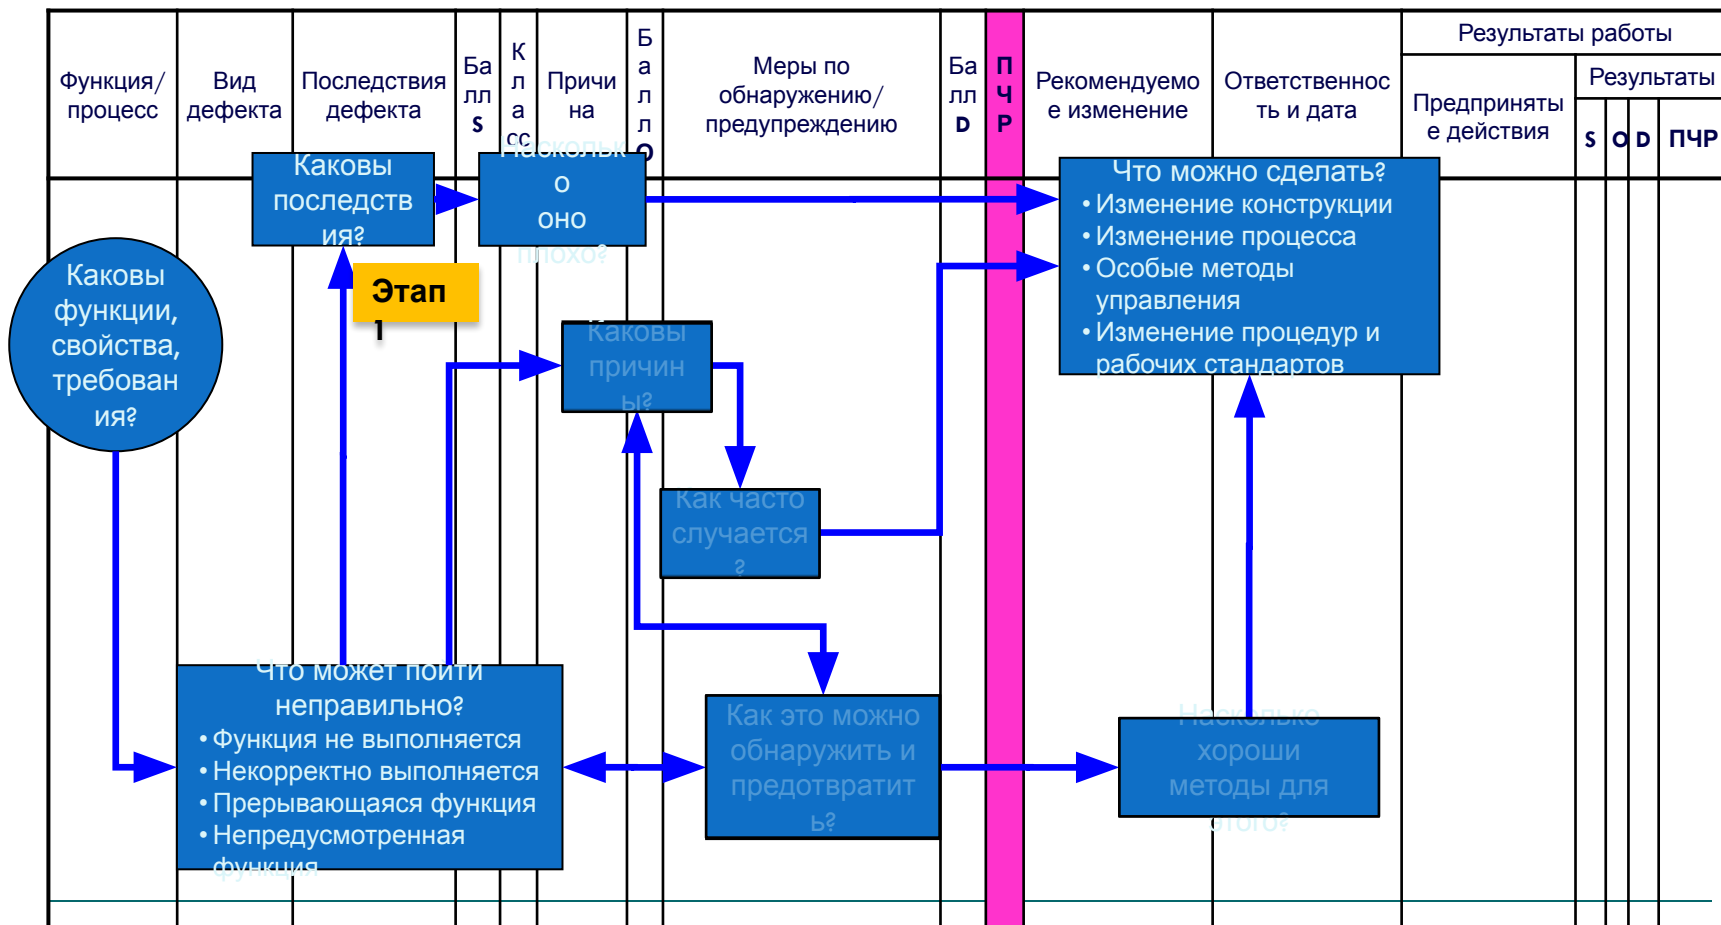 Функция/
процесс
Вид
дефекта
Последствия
дефекта
Ба
лл
S
К
л
а
сс
Причи
на
Б
а
л
л
О
Меры по
обнаружению/
предупреждению
Ба
лл
D
П
Ч
Р
Рекомендуемо
е изменение
Ответственнос
ть и дата
Результаты работы
Предприняты
е действия
Результаты
S
O
D
ПЧР
Каковы
последств
ия?
Наскольк
о
оно
плохо?
Что можно сделать?
• Изменение конструкции
• Изменение процесса
• Особые методы
управления
• Изменение процедур и
рабочих стандартов
Каковы
функции,
свойства,
требован
ия?
Этап
1
Каковы
причин
ы?
Как часто
случается
?
Что может пойти
неправильно?
• Функция не выполняется
• Некорректно выполняется
• Прерывающаяся функция
• Непредусмотренная
функция
Как это можно
обнаружить и
предотвратит
ь?
Насколько
хороши
методы для
этого?